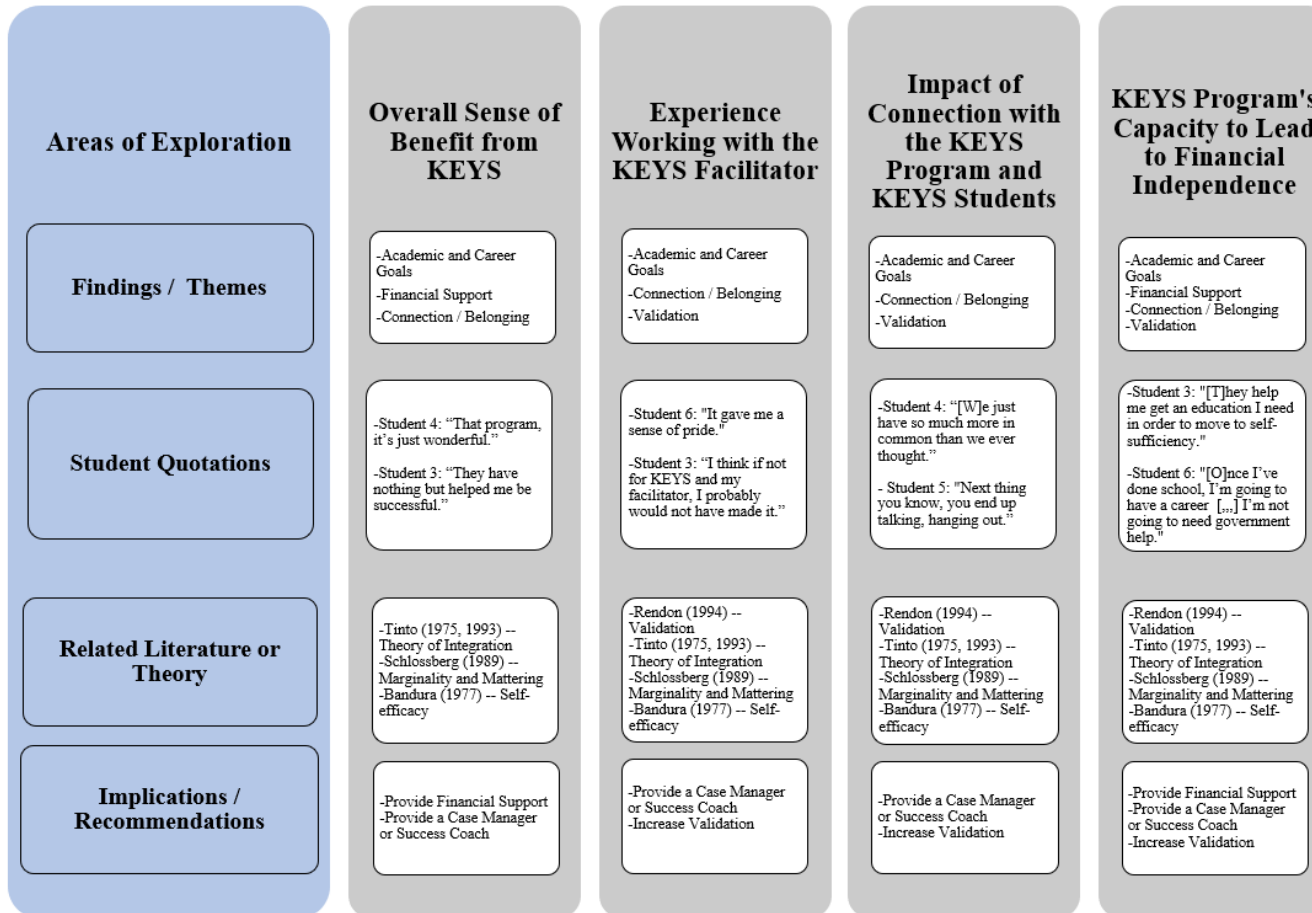 Areas of Exploration
Findings / Themes
Student Quotations
Related Literature or
Theory
Implications /
Recommendations
Overall Sense of
Benefit from
KEYS
-Academic and Career
Goals
-Financial Support
-Connection / Belonging
-Student 4: “That program,
it’s just wonderful.”
-Student 3: “They have
nothing but helped me be
successful.”
-Tinto (1975, 1993) --
Theory of Integration
-Schlossberg (1989) --
Marginality and Mattering
-Bandura (1977) -- Self-
efficacy
-Provide Financial Support
-Provide a Case Manager
or Success Coach
Experience
Working with the
KEYS Facilitator
-Academic and Career
Goals
-Connection / Belonging
-Validation
-Student 6: "It gave me a
sense of pride."
-Student 3: “I think if not
for KEYS and my
facilitator, I probably
would not have made it.”
-Rendon (1994) --
Validation
-Tinto (1975, 1993) --
Theory of Integration
-Schlossberg (1989) --
Marginality and Mattering
-Bandura (1977) -- Self-
efficacy
-Provide a Case Manager
or Success Coach
-Increase Validation
Impact of
Connection with
the KEYS
Program and
KEYS Students
-Academic and Career
Goals
-Connection / Belonging
-Validation
-Student 4: “[W]e just
have so much more in
common than we ever
thought.”
- Student 5: "Next thing
you know, you end up
talking, hanging out.”
-Rendon (1994) --
Validation
-Tinto (1975, 1993) --
Theory of Integration
-Schlossberg (1989) --
Marginality and Mattering
-Bandura (1977) -- Self-
efficacy
-Provide a Case Manager
or Success Coach
-Increase Validation
KEYS Program's
Capacity to Lead
to Financial
Independence
-Academic and Career
Goals
-Financial Support
-Connection / Belonging
-Validation
-Student 3: "[T]hey help
me get an education I need
in order to move to self-
sufficiency."
-Student 6: "[O]nce I’ve
done school, I’m going to
have a career [,,,] I’m not
going to need government
help."
-Rendon (1994) --
Validation
-Tinto (1975, 1993) --
Theory of Integration
-Schlossberg (1989) --
Marginality and Mattering
-Bandura (1977) -- Self-
efficacy
-Provide Financial Support
-Provide a Case Manager
or Success Coach
-Increase Validation